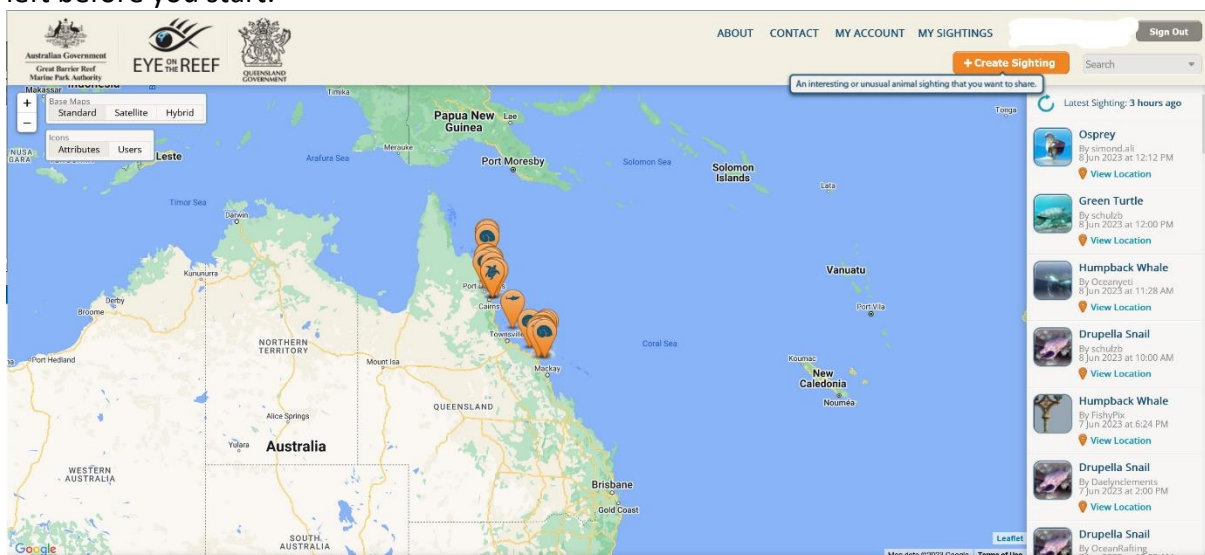 left before you start.
Australian Government
Great Barrier Reef
Marine Park Authority
EYE ON THE REEF
QUEENSLAND
GOVERNMENT
ABOUT CONTACT MY ACCOUNT MY SIGHTINGS
Sign Out
+ Create Sighting
Search
An interesting or unusual animal sighting that you want to share.
Makassar
+
−
Base Maps
Standard Satellite Hybrid
Icons
Attributes Users
Leste
Timika
Papua New
Guinea
Lae
Merauke
Port Moresby
Arafura Sea
Solomon Sea
Solomon
Islands
Lata
Tonga
Timor Sea
Darwin
Kununurra
Derby
Broome
Cairns
Vanuatu
Port Vila
NORTHERN
TERRITORY
Port Hedland
Mount Isa
Mackay
Coral Sea
Koumac
New
Caledonia
Nouméa
QUEENSLAND
Alice Springs
Yulara
Australia
WESTERN
AUSTRALIA
Brisbane
Gold Coast
SOUTH
AUSTRALIA
Google
Leaflet
Map data ©2023 Google Terms of Use
Latest Sighting: 3 hours ago
Osprey
By simond.ali
8 Jun 2023 at 12:12 PM
View Location
Green Turtle
By schulzb
8 Jun 2023 at 12:00 PM
View Location
Humpback Whale
By Oceanyeti
8 Jun 2023 at 11:28 AM
View Location
Drupella Snail
By schulzb
8 Jun 2023 at 10:00 AM
View Location
Humpback Whale
By FishyPix
7 Jun 2023 at 6:24 PM
View Location
Drupella Snail
By Daelynclements
7 Jun 2023 at 2:00 PM
View Location
Drupella Snail
By OceanRafting